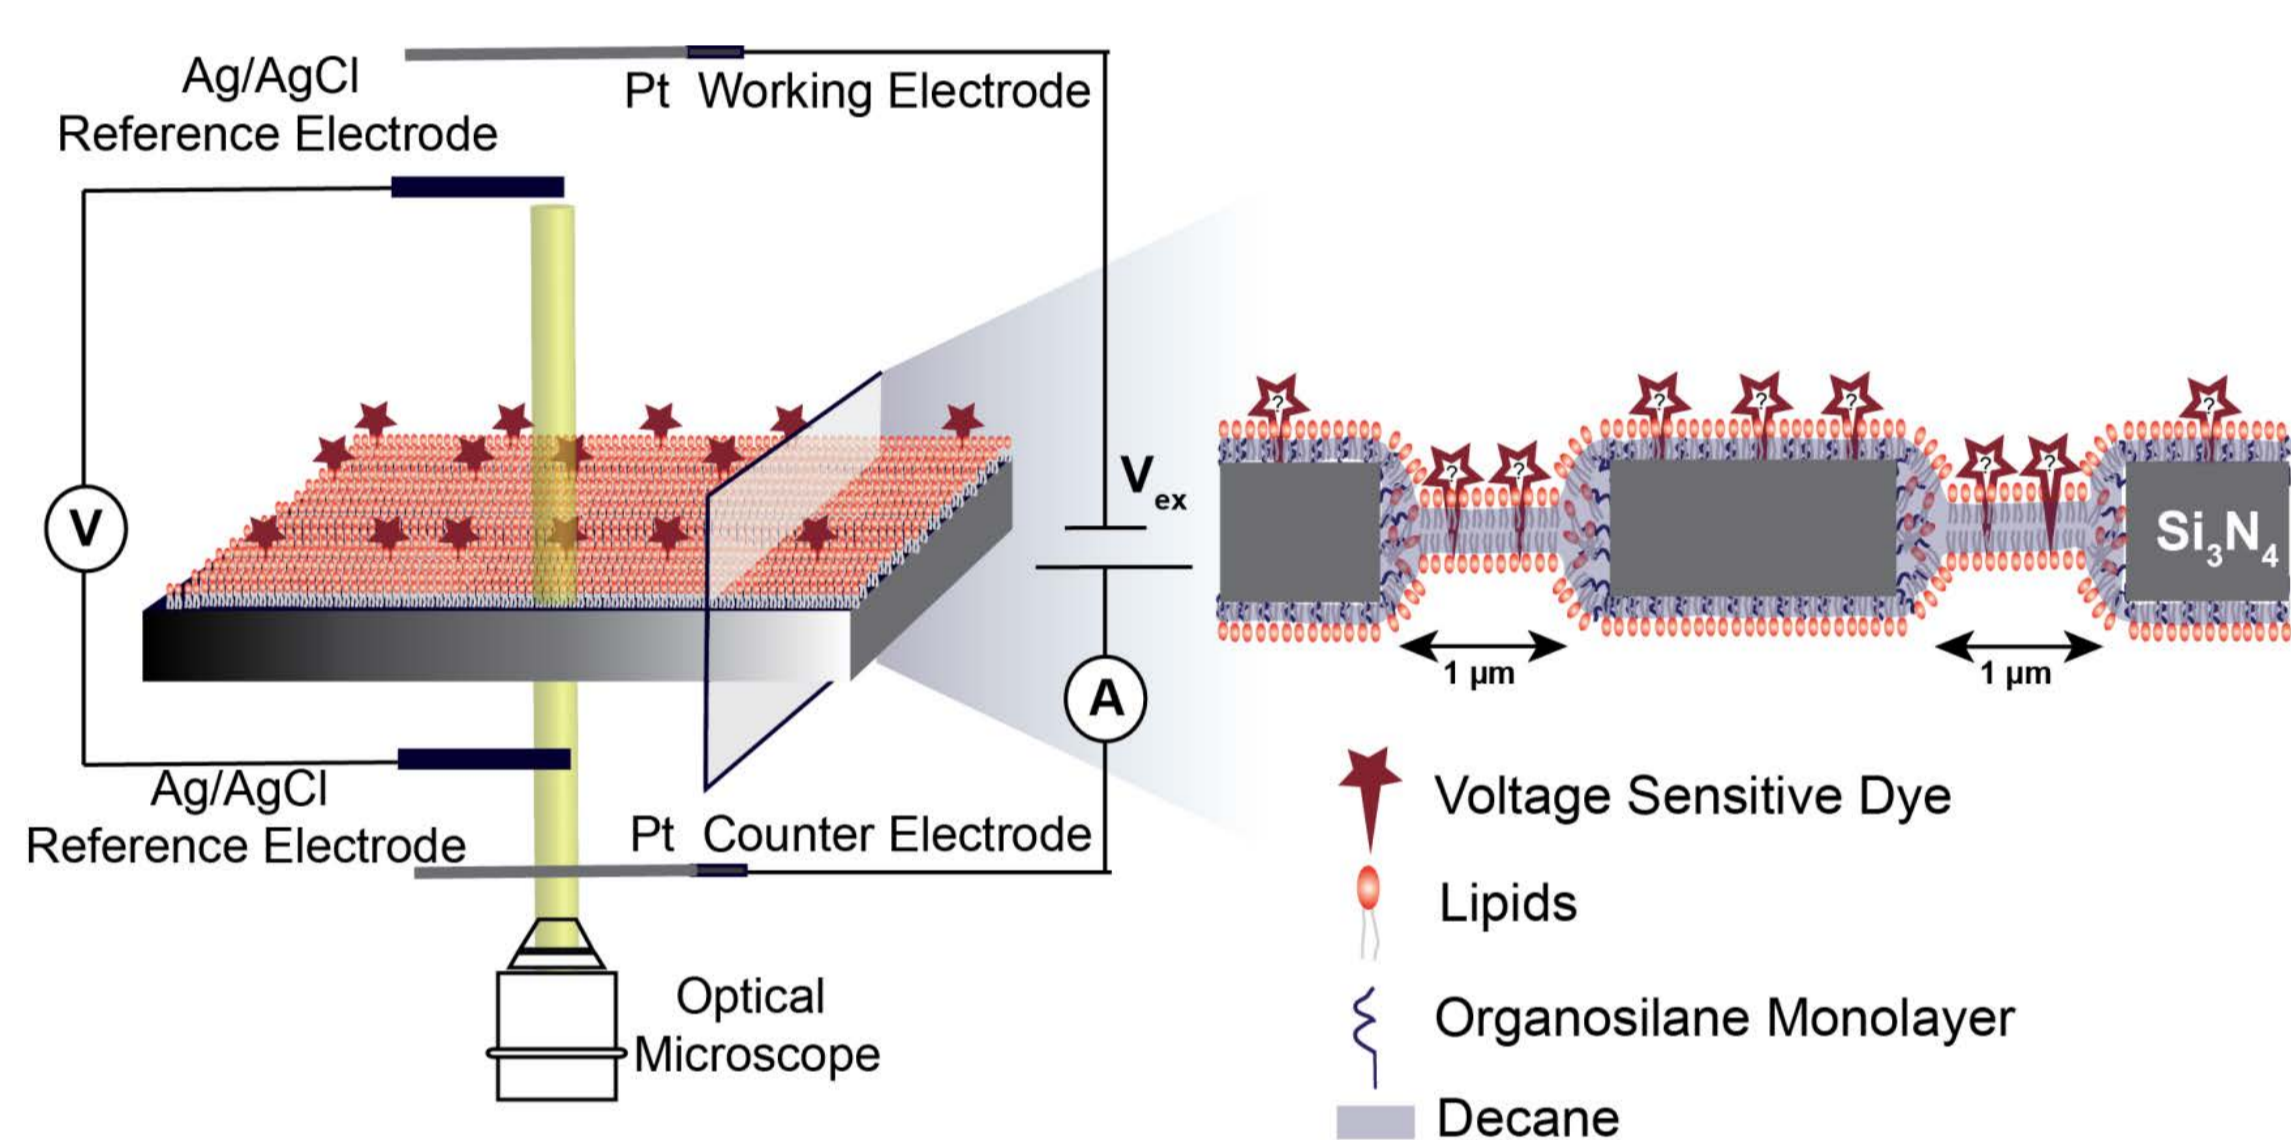 Ag/AgCl
Reference Electrode
Pt Working Electrode
V
V_ex
A
Ag/AgCl
Reference Electrode
Pt Counter Electrode
Optical
Microscope
? ? ? ? ?
? ? ? ?
Si₃N₄
1 µm
1 µm
Voltage Sensitive Dye
Lipids
Organosilane Monolayer
Decane